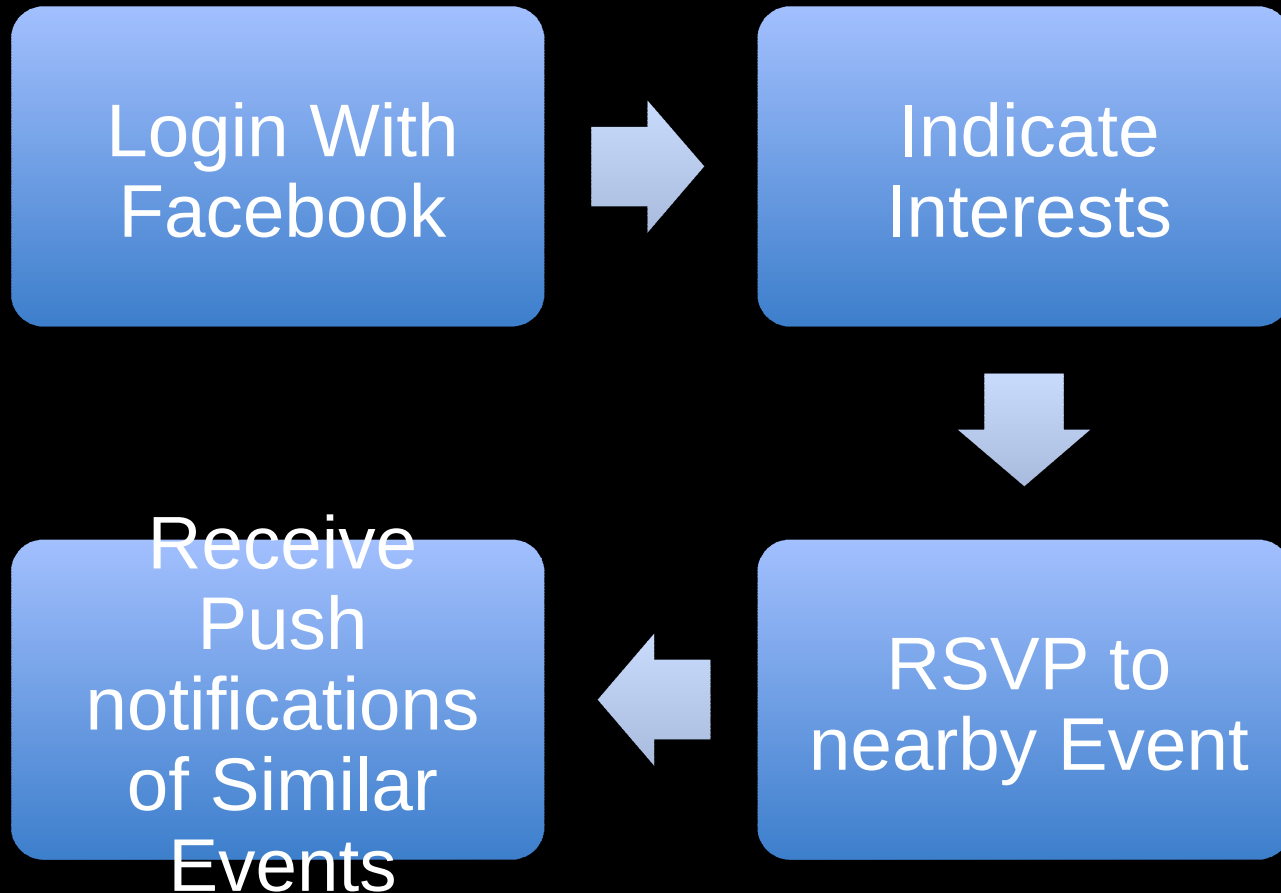 Login With
Facebook
Indicate
Interests
RSVP to
nearby Event
Receive
Push
notifications
of Similar
Events